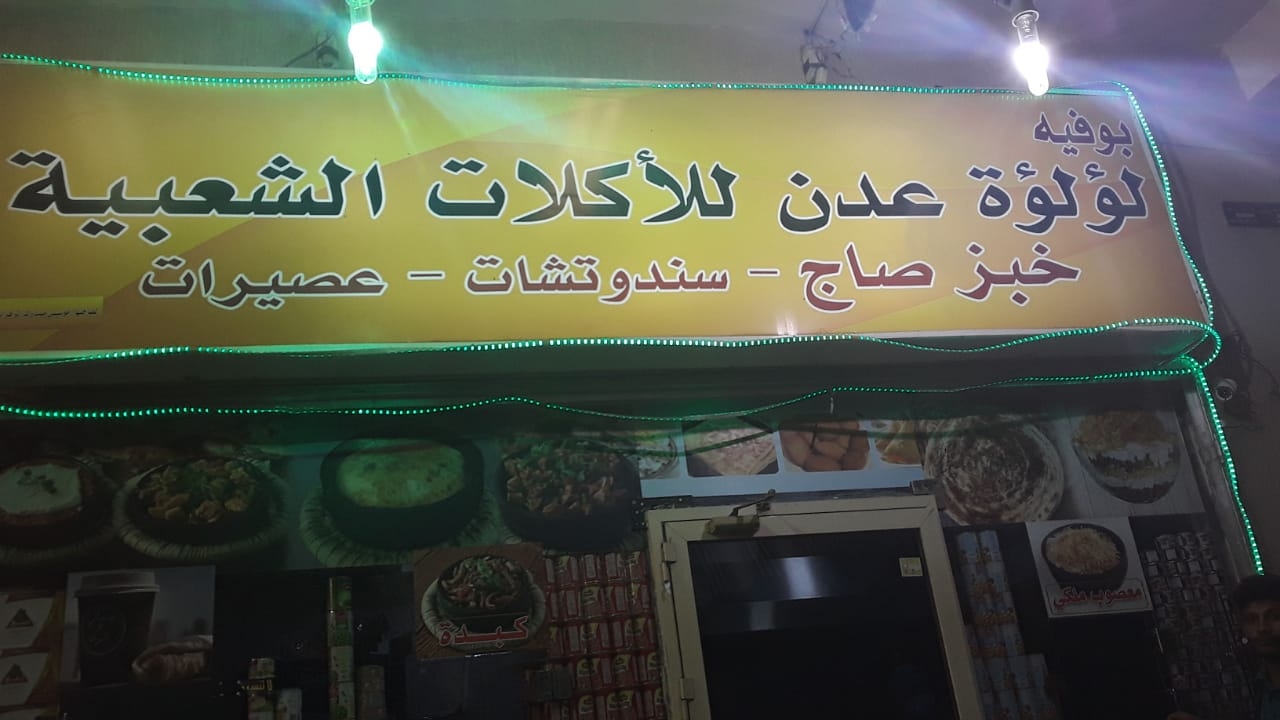 بوفيه
لؤلؤة عدن للأكلات الشعبية
خبز صاج - سندوتشات - عصيرات
كبدة
معصوب ملكي